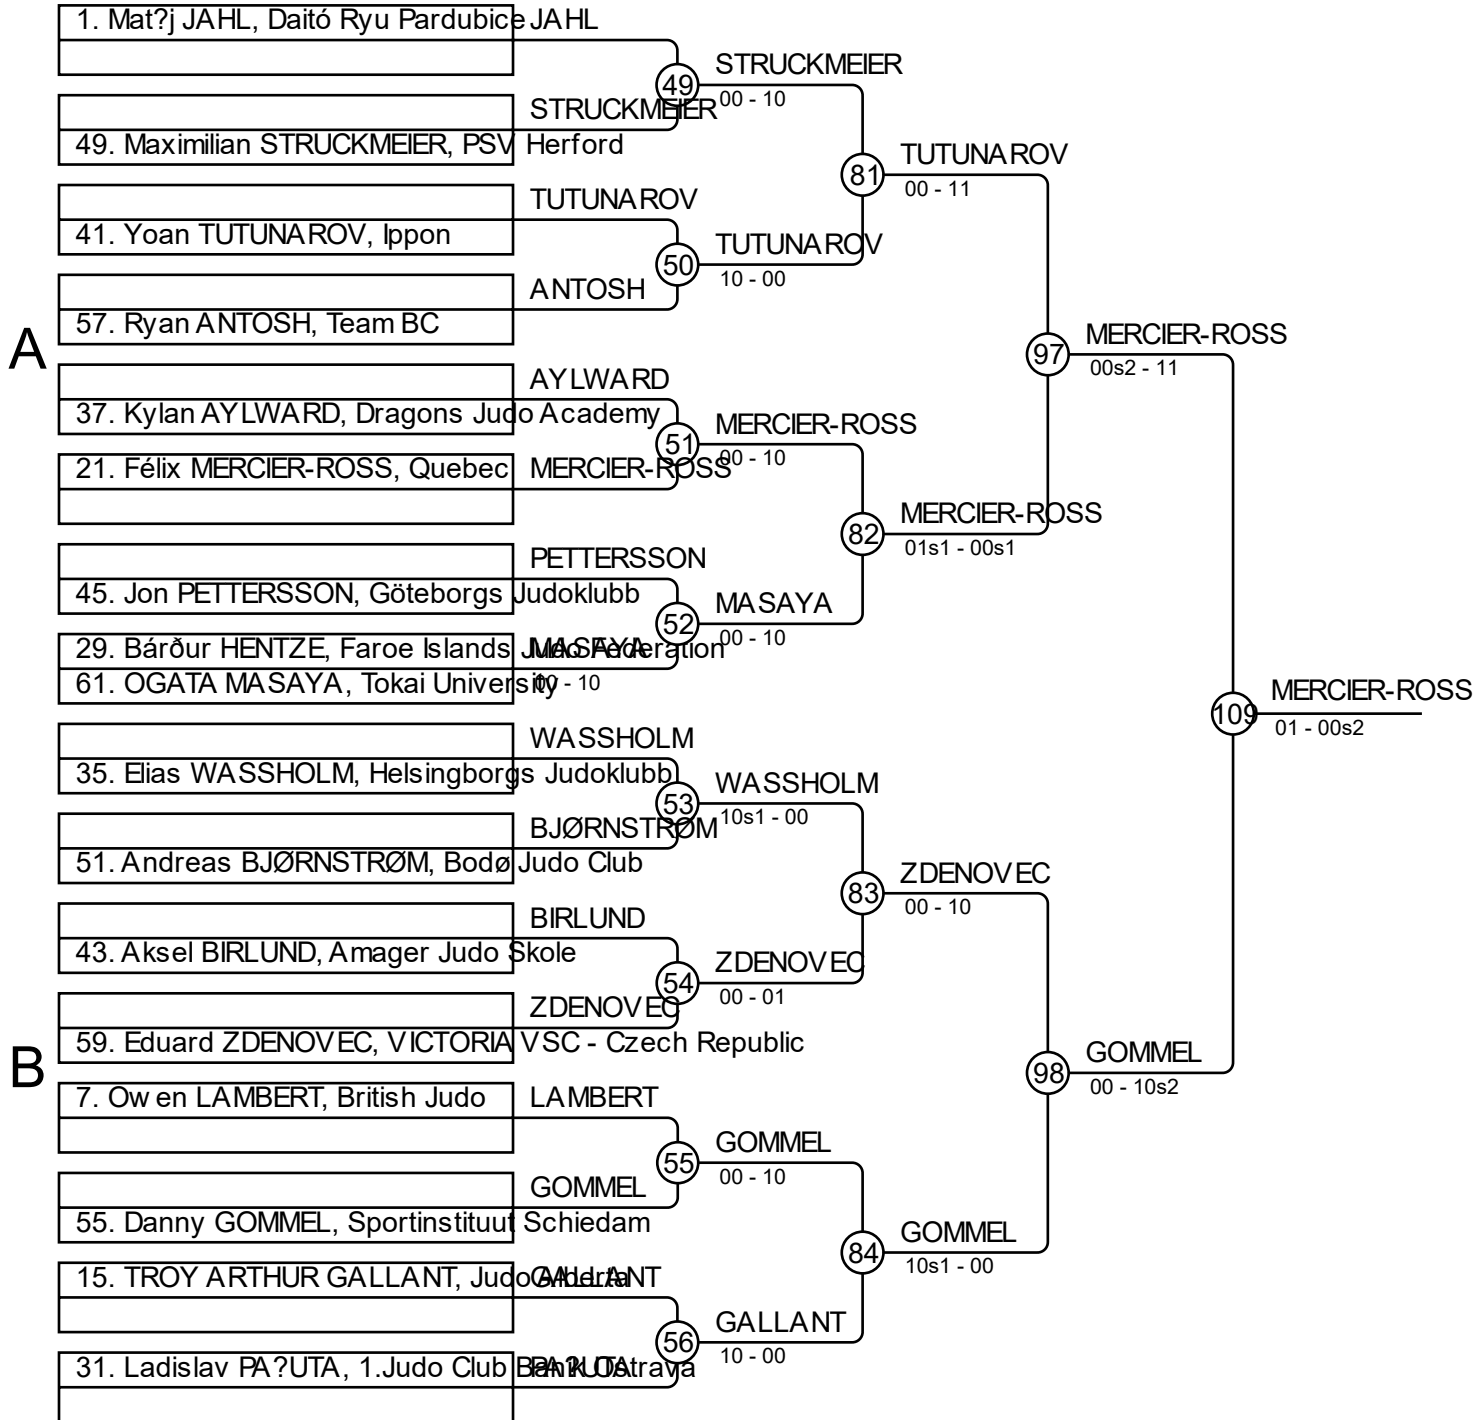 1. Mat?j JAHL, Daitó Ryu Pardubice JAHL
49 STRUCKMEIER
00 - 10
STRUCKMEIER
49. Maximilian STRUCKMEIER, PSV Herford
81 TUTUNAROV
00 - 11
TUTUNAROV
41. Yoan TUTUNAROV, Ippon
50 TUTUNAROV
10 - 00
ANTOSH
57. Ryan ANTOSH, Team BC
A
97 MERCIER-ROSS
00s2 - 11
AYLWARD
37. Kylan AYLWARD, Dragons Judo Academy
51 MERCIER-ROSS
00 - 10
21. Félix MERCIER-ROSS, Quebec MERCIER-ROSS
82 MERCIER-ROSS
01s1 - 00s1
PETTERSSON
45. Jon PETTERSSON, Göteborgs Judoklubb
52 MASAYA
00 - 10
29. Bárður HENTZE, Faroe Islands Judo Federation MASAYA
61. OGATA MASAYA, Tokai University 00 - 10
109 MERCIER-ROSS
01 - 00s2
WASSHOLM
35. Elias WASSHOLM, Helsingborgs Judoklubb
53 WASSHOLM
10s1 - 00
BJØRNSTRØM
51. Andreas BJØRNSTRØM, Bodø Judo Club
83 ZDENOVEC
00 - 10
BIRLUND
43. Aksel BIRLUND, Amager Judo Skole
54 ZDENOVEC
00 - 01
ZDENOVEC
59. Eduard ZDENOVEC, VICTORIA VSC - Czech Republic
B
98 GOMMEL
00 - 10s2
7. Owen LAMBERT, British Judo LAMBERT
55 GOMMEL
00 - 10
GOMMEL
55. Danny GOMMEL, Sportinstituut Schiedam
84 GOMMEL
10s1 - 00
15. TROY ARTHUR GALLANT, Judo Alberta GALLANT
56 GALLANT
10 - 00
31. Ladislav PA?UTA, 1.Judo Club Baník Ostrava PA?UTA